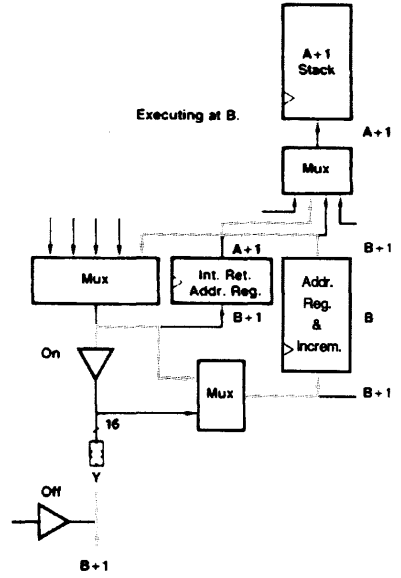 A+1
Stack
Executing at B.
A+1
Mux
A+1
B+1
Mux
Int. Ret.
Addr. Reg.
Addr.
Reg.
&
Increm.
B
B+1
On
Mux
B+1
16
Y
Off
B+1